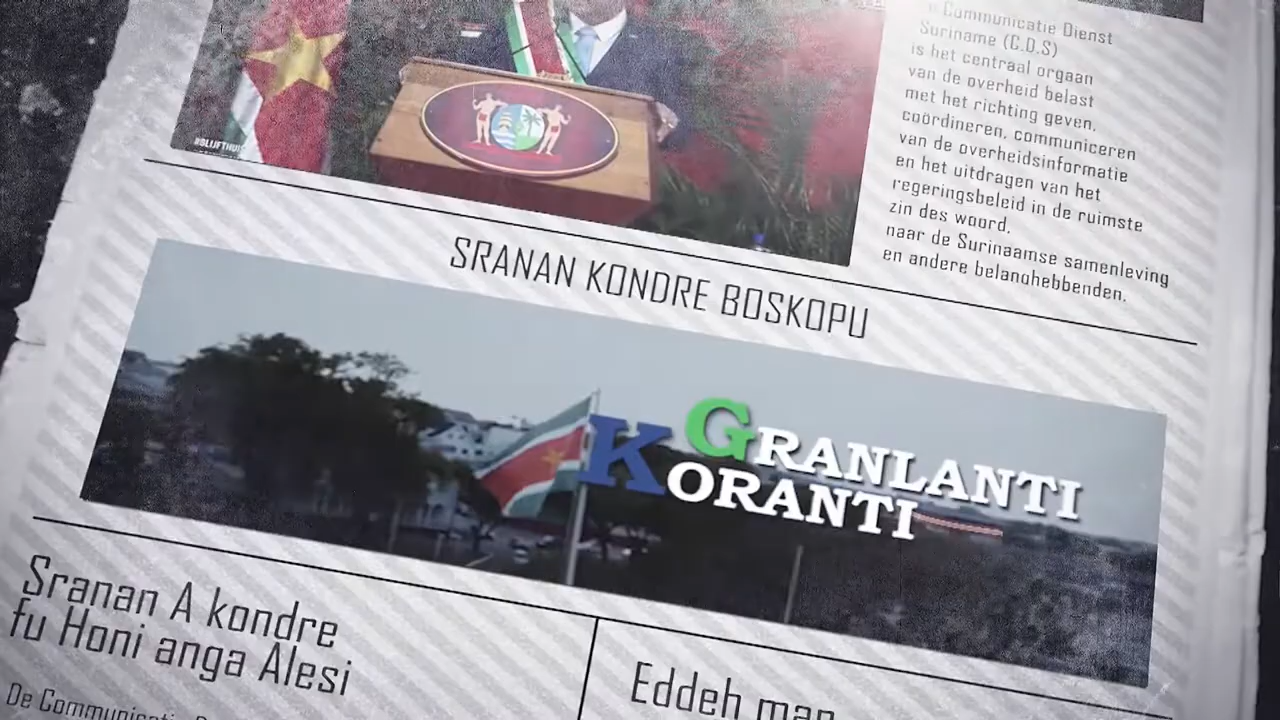 Communicatie Dienst
Suriname (C.D.S)
is het centraal orgaan
van de overheid belast
met het richting geven,
coördineren, communiceren
van de overheidsinformatie
en het uitdragen van het
regeringsbeleid in de ruimste
zin des woord,
naar de Surinaamse samenleving
en andere belanghebbenden.
SRANAN KONDRE BOSKOPU
GRANLANTI
KORANTI
Sranan A kondre
fu Honi anga Alesi
De
Eddeh man